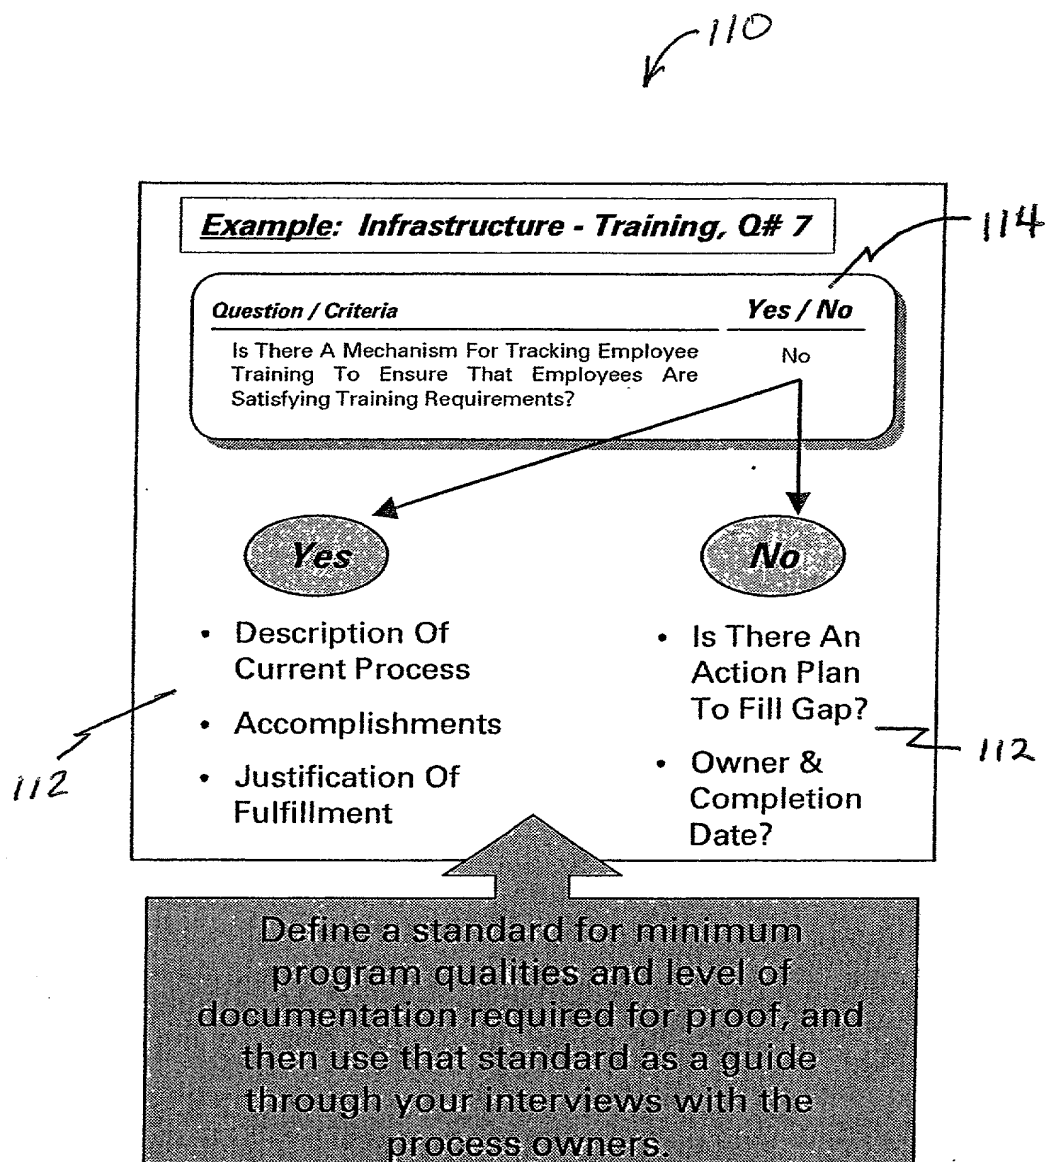 110
Example: Infrastructure - Training, Q# 7
114
Question / Criteria
Yes / No
Is There A Mechanism For Tracking Employee
Training To Ensure That Employees Are
Satisfying Training Requirements?
No
Yes
• Description Of
Current Process
• Accomplishments
• Justification Of
Fulfillment
112
No
• Is There An
Action Plan
To Fill Gap?
• Owner &
Completion
Date?
112
Define a standard for minimum
program qualities and level of
documentation required for proof, and
then use that standard as a guide
through your interviews with the
process owners.